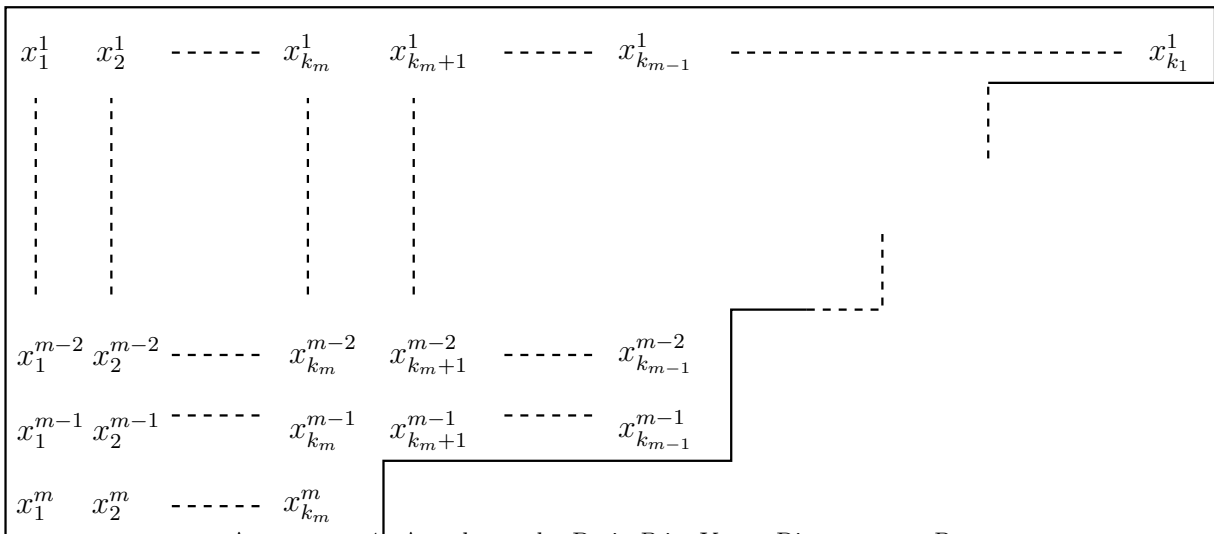 x_1^1 x_2^1 ------ x_{k_m}^1 x_{k_m+1}^1 ------ x_{k_{m-1}}^1 ------ x_{k_1}^1
x_1^{m-2} x_2^{m-2} ------ x_{k_m}^{m-2} x_{k_m+1}^{m-2} ------ x_{k_{m-1}}^{m-2}
x_1^{m-1} x_2^{m-1} ------ x_{k_m}^{m-1} x_{k_m+1}^{m-1} ------ x_{k_{m-1}}^{m-1}
x_1^m x_2^m ------ x_{k_m}^m